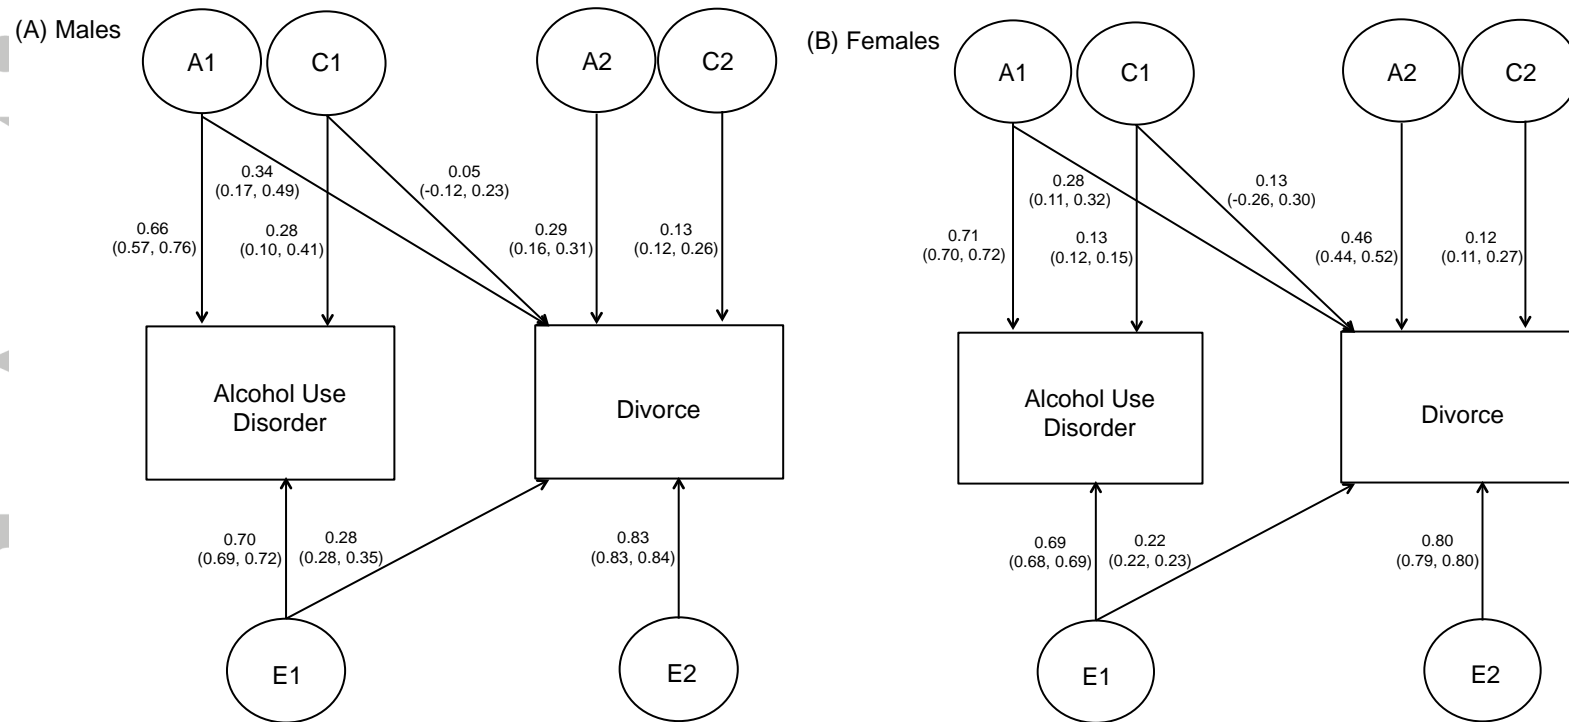 (A) Males
A1
C1
A2
C2
0.34
(0.17, 0.49)
0.05
(-0.12, 0.23)
0.66
(0.57, 0.76)
0.28
(0.10, 0.41)
0.29
(0.16, 0.31)
0.13
(0.12, 0.26)
Alcohol Use
Disorder
Divorce
0.70
(0.69, 0.72)
0.28
(0.28, 0.35)
0.83
(0.83, 0.84)
E1
E2
(B) Females
A1
C1
A2
C2
0.28
(0.11, 0.32)
0.13
(-0.26, 0.30)
0.71
(0.70, 0.72)
0.13
(0.12, 0.15)
0.46
(0.44, 0.52)
0.12
(0.11, 0.27)
Alcohol Use
Disorder
Divorce
0.69
(0.68, 0.69)
0.22
(0.22, 0.23)
0.80
(0.79, 0.80)
E1
E2